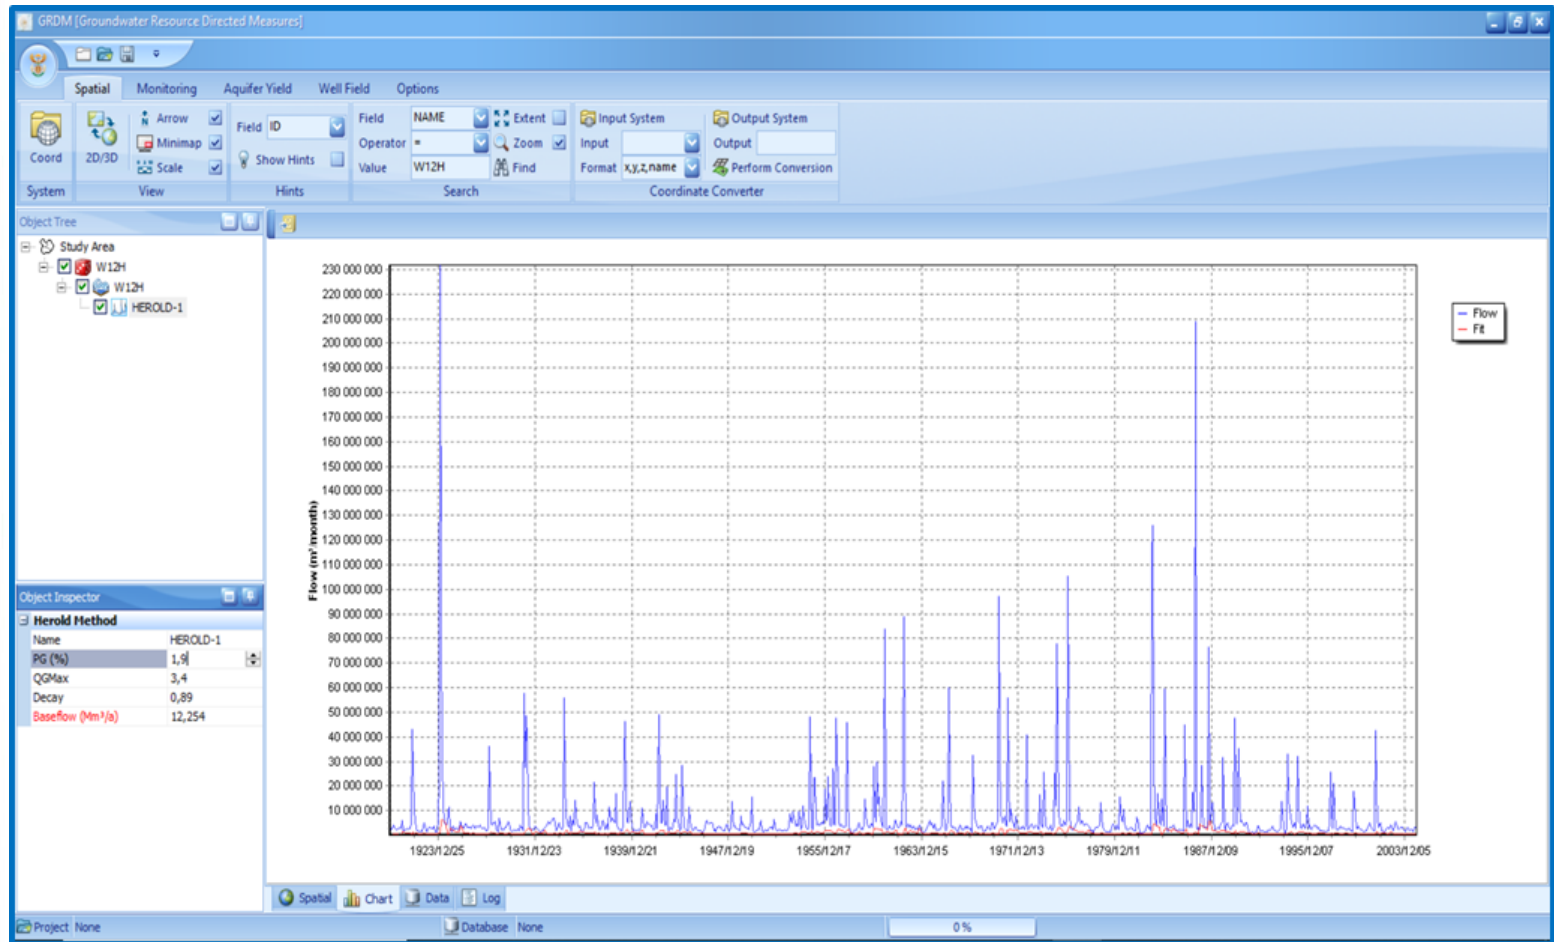 GRDM [Groundwater Resource Directed Measures]
Spatial Monitoring Aquifer Yield Well Field Options
Coord
System
2D/3D
N Arrow
Minimap
Scale
View
Field ID
Show Hints
Hints
Field NAME Extent
Operator = Zoom
Value W12H Find
Search
Input System Output System
Input Output
Format x,y,z,name Perform Conversion
Coordinate Converter
Object Tree
Study Area
W12H
W12H
HEROLD-1
Object Inspector
Herold Method
Name HEROLD-1
PG (%) 1,9
QGMax 3,4
Decay 0,89
Baseflow (Mm³/a) 12,254
Flow (m³/month)
230 000 000
220 000 000
210 000 000
200 000 000
190 000 000
180 000 000
170 000 000
160 000 000
150 000 000
140 000 000
130 000 000
120 000 000
110 000 000
100 000 000
90 000 000
80 000 000
70 000 000
60 000 000
50 000 000
40 000 000
30 000 000
20 000 000
10 000 000
1923/12/25 1931/12/23 1939/12/21 1947/12/19 1955/12/17 1963/12/15 1971/12/13 1979/12/11 1987/12/09 1995/12/07 2003/12/05
Flow
Fit
Spatial Chart Data Log
Project None Database None 0 %